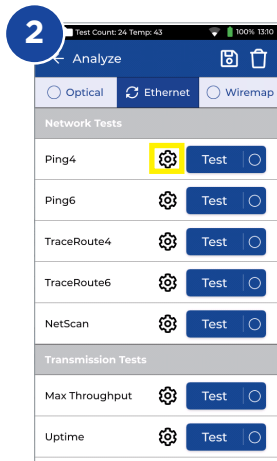 2
Test Count: 24 Temp: 43 100% 13:10
Analyze
Optical Ethernet Wiremap
Network Tests
Ping4 Test
Ping6 Test
TraceRoute4 Test
TraceRoute6 Test
NetScan Test
Transmission Tests
Max Throughput Test
Uptime Test